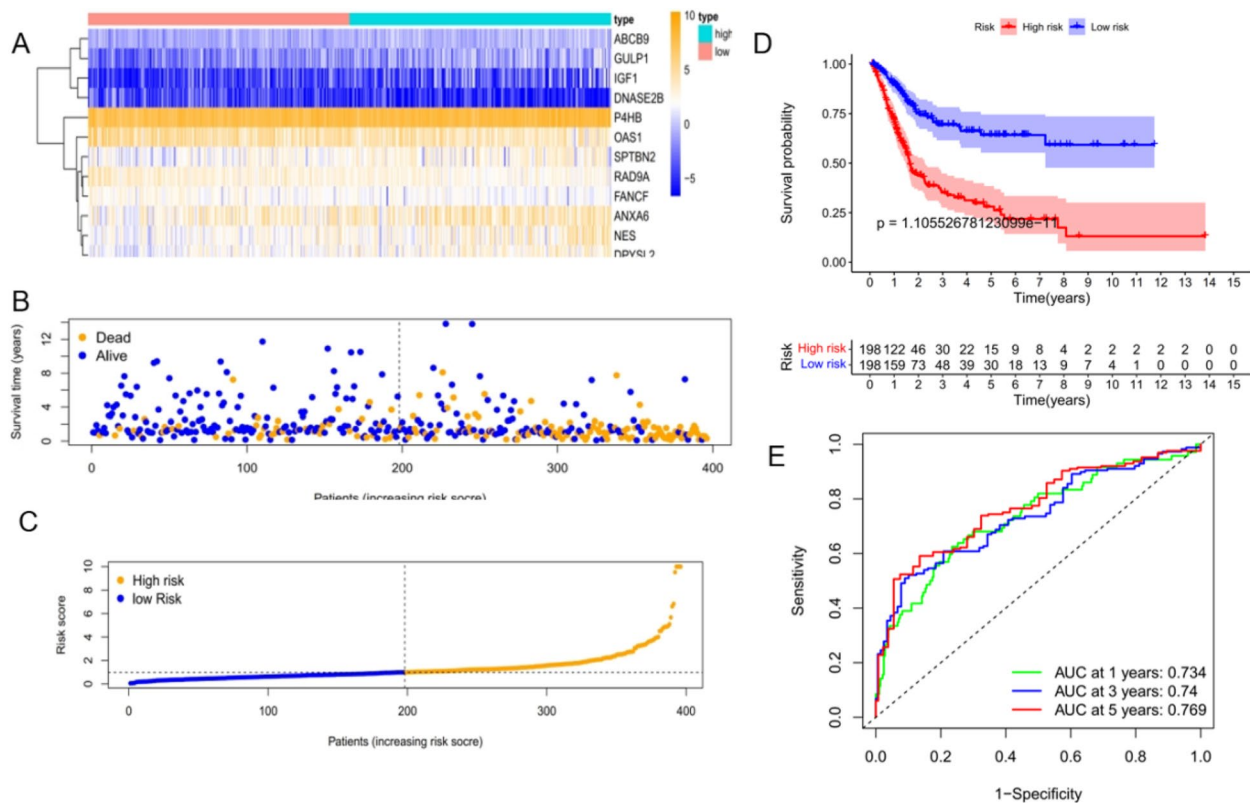 A
type
type
high
low
10
5
0
−5
ABCB9
GULP1
IGF1
DNASE2B
P4HB
OAS1
SPTBN2
RAD9A
FANCF
ANXA6
NES
DPYSL2
B
Survival time (years)
12
8
4
0
Dead
Alive
0 100 200 300 400
Patients (increasing risk socre)
C
Risk score
10
8
6
4
2
0
High risk
low Risk
0 100 200 300 400
Patients (increasing risk socre)
D
Risk High risk Low risk
Survival probability
1.00
0.75
0.50
0.25
0.00
p = 1.10552678123099e−11
0 1 2 3 4 5 6 7 8 9 10 11 12 13 14 15
Time(years)
Risk
High risk 198 122 46 30 22 15 9 8 4 2 2 2 2 2 0 0
Low risk 198 159 73 48 39 30 18 13 9 7 4 1 0 0 0 0
0 1 2 3 4 5 6 7 8 9 10 11 12 13 14 15
Time(years)
E
Sensitivity
1.0
0.8
0.6
0.4
0.2
0.0
AUC at 1 years: 0.734
AUC at 3 years: 0.74
AUC at 5 years: 0.769
0.0 0.2 0.4 0.6 0.8 1.0
1−Specificity